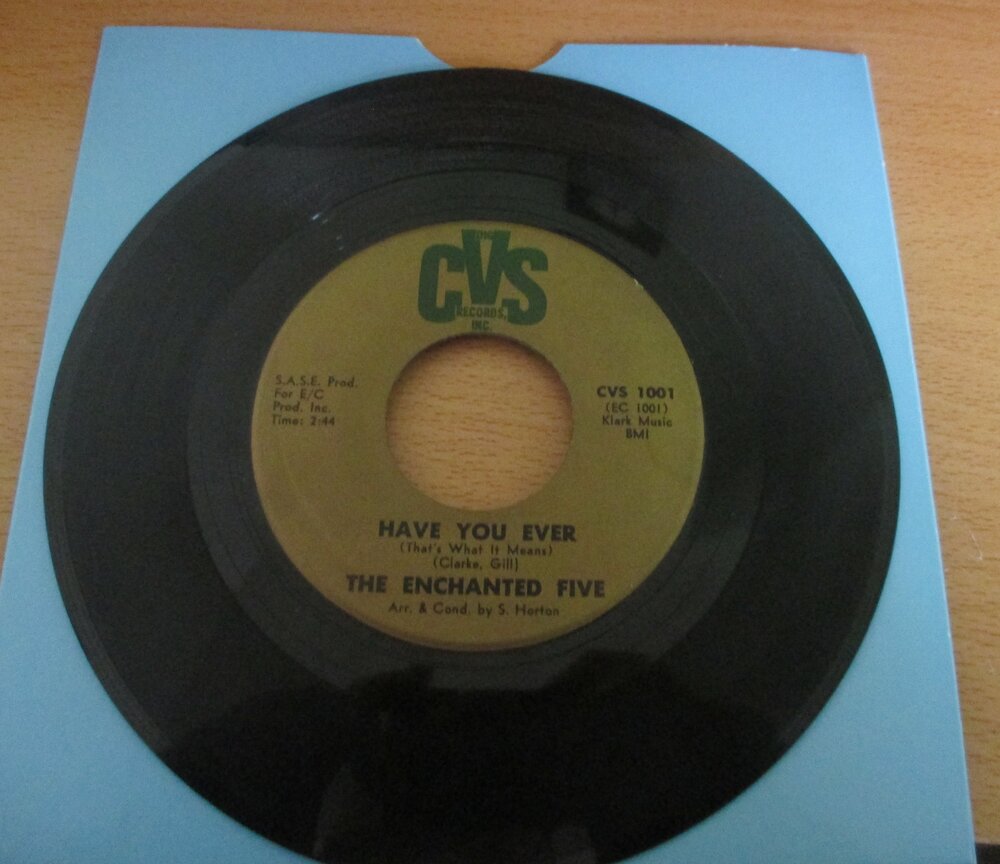 CVS
RECORDS,
INC.
S.A.S.E. Prod.
For E/C
Prod. Inc.
Time: 2:44
CVS 1001
(EC 1001)
Klark Music
BMI
HAVE YOU EVER
(That's What It Means)
(Clarke, Gill)
THE ENCHANTED FIVE
Arr. & Cond. by S. Horton